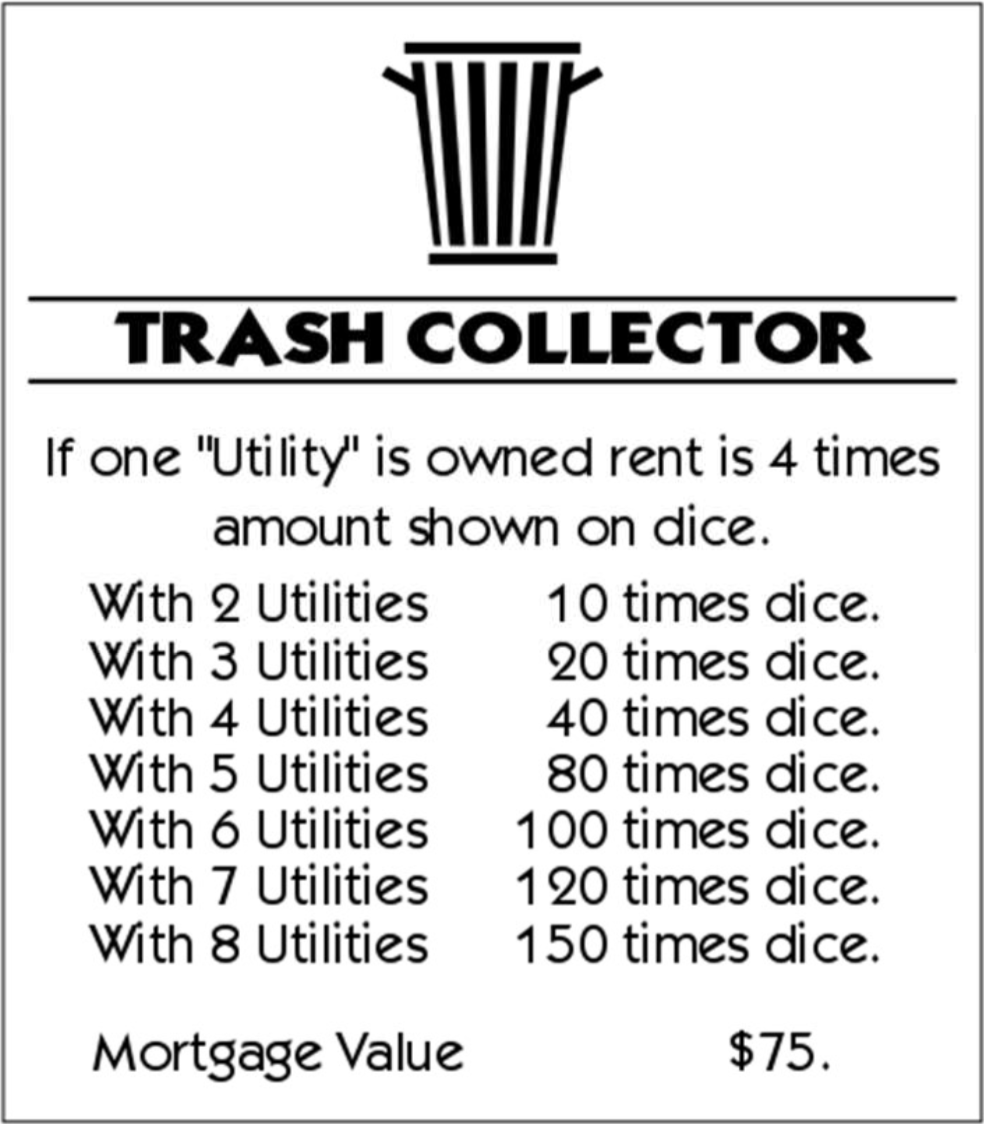 TRASH COLLECTOR
If one "Utility" is owned rent is 4 times
amount shown on dice.
With 2 Utilities 10 times dice.
With 3 Utilities 20 times dice.
With 4 Utilities 40 times dice.
With 5 Utilities 80 times dice.
With 6 Utilities 100 times dice.
With 7 Utilities 120 times dice.
With 8 Utilities 150 times dice.
Mortgage Value $75.